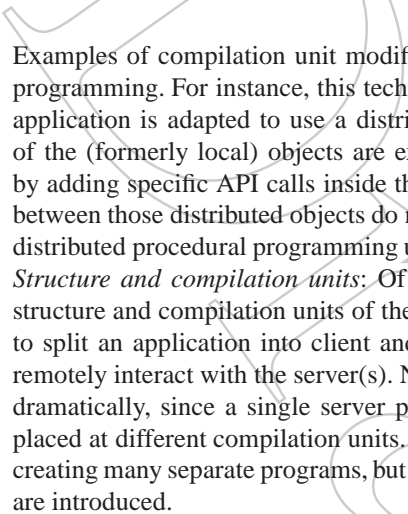 Examples of compilation unit modif
programming. For instance, this tech
application is adapted to use a distri
of the (formerly local) objects are e
by adding specific API calls inside th
between those distributed objects do
distributed procedural programming u
Structure and compilation units: Of
structure and compilation units of the
to split an application into client an
remotely interact with the server(s). N
dramatically, since a single server p
placed at different compilation units.
creating many separate programs, but
are introduced.